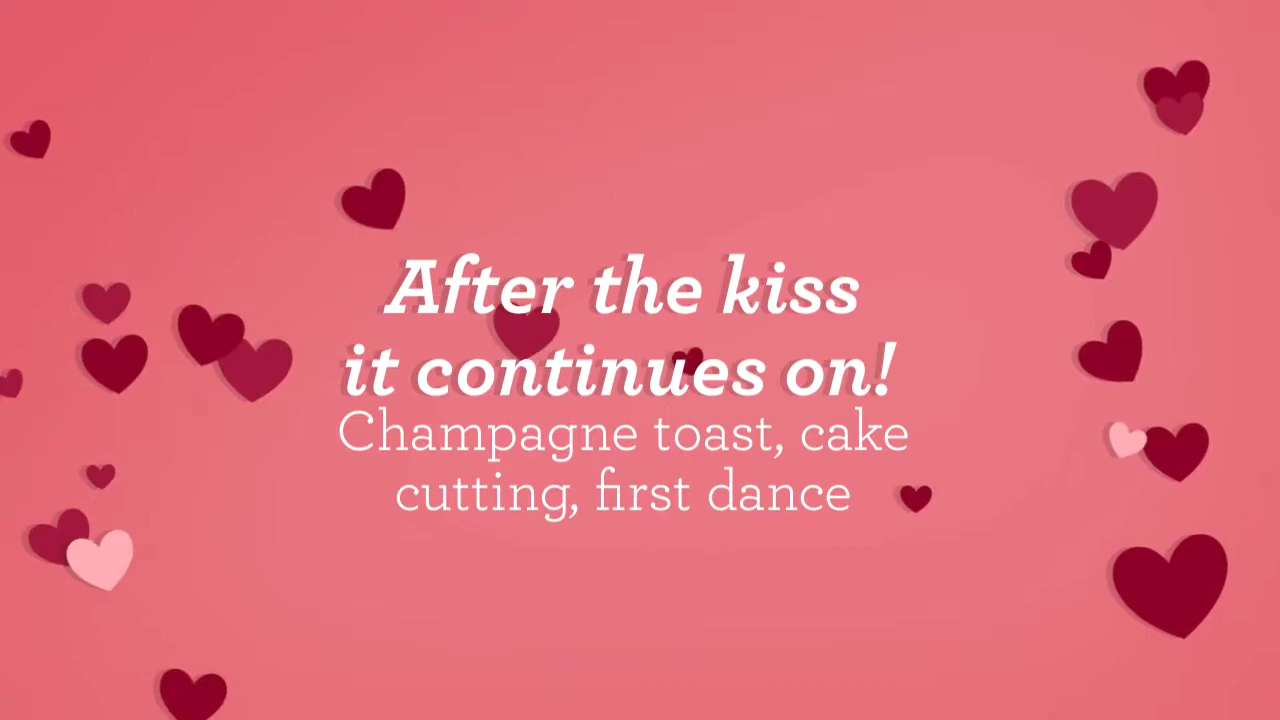 After the kiss
it continues on!
Champagne toast, cake
cutting, first dance